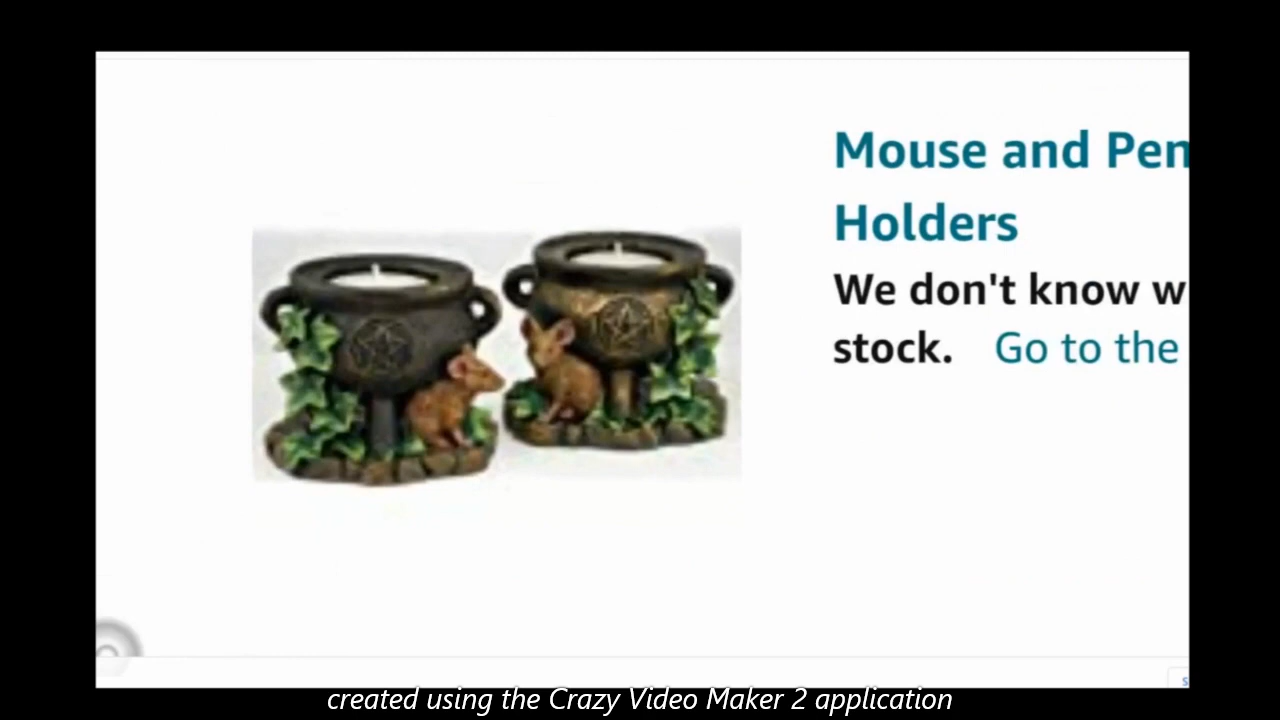 Mouse and Pen
Holders
We don't know w
stock. Go to the
created using the Crazy Video Maker 2 application